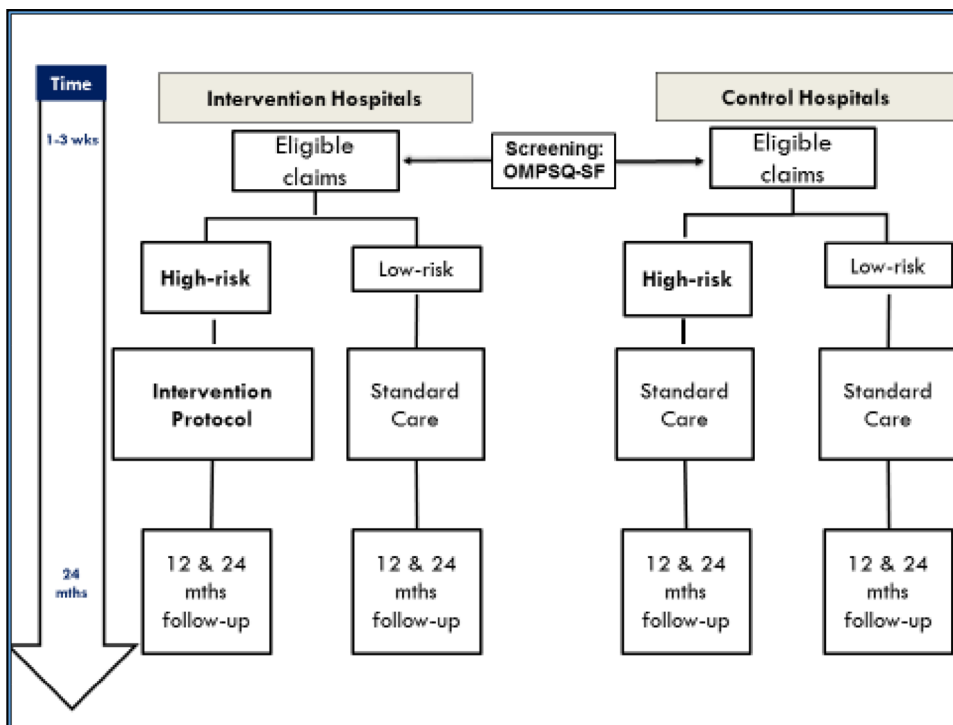 Time
1-3 wks
24
mths
Intervention Hospitals
Control Hospitals
Eligible
claims
Screening:
OMPSQ-SF
Eligible
claims
High-risk
Low-risk
High-risk
Low-risk
Intervention
Protocol
Standard
Care
Standard
Care
Standard
Care
12 & 24
mths
follow-up
12 & 24
mths
follow-up
12 & 24
mths
follow-up
12 & 24
mths
follow-up